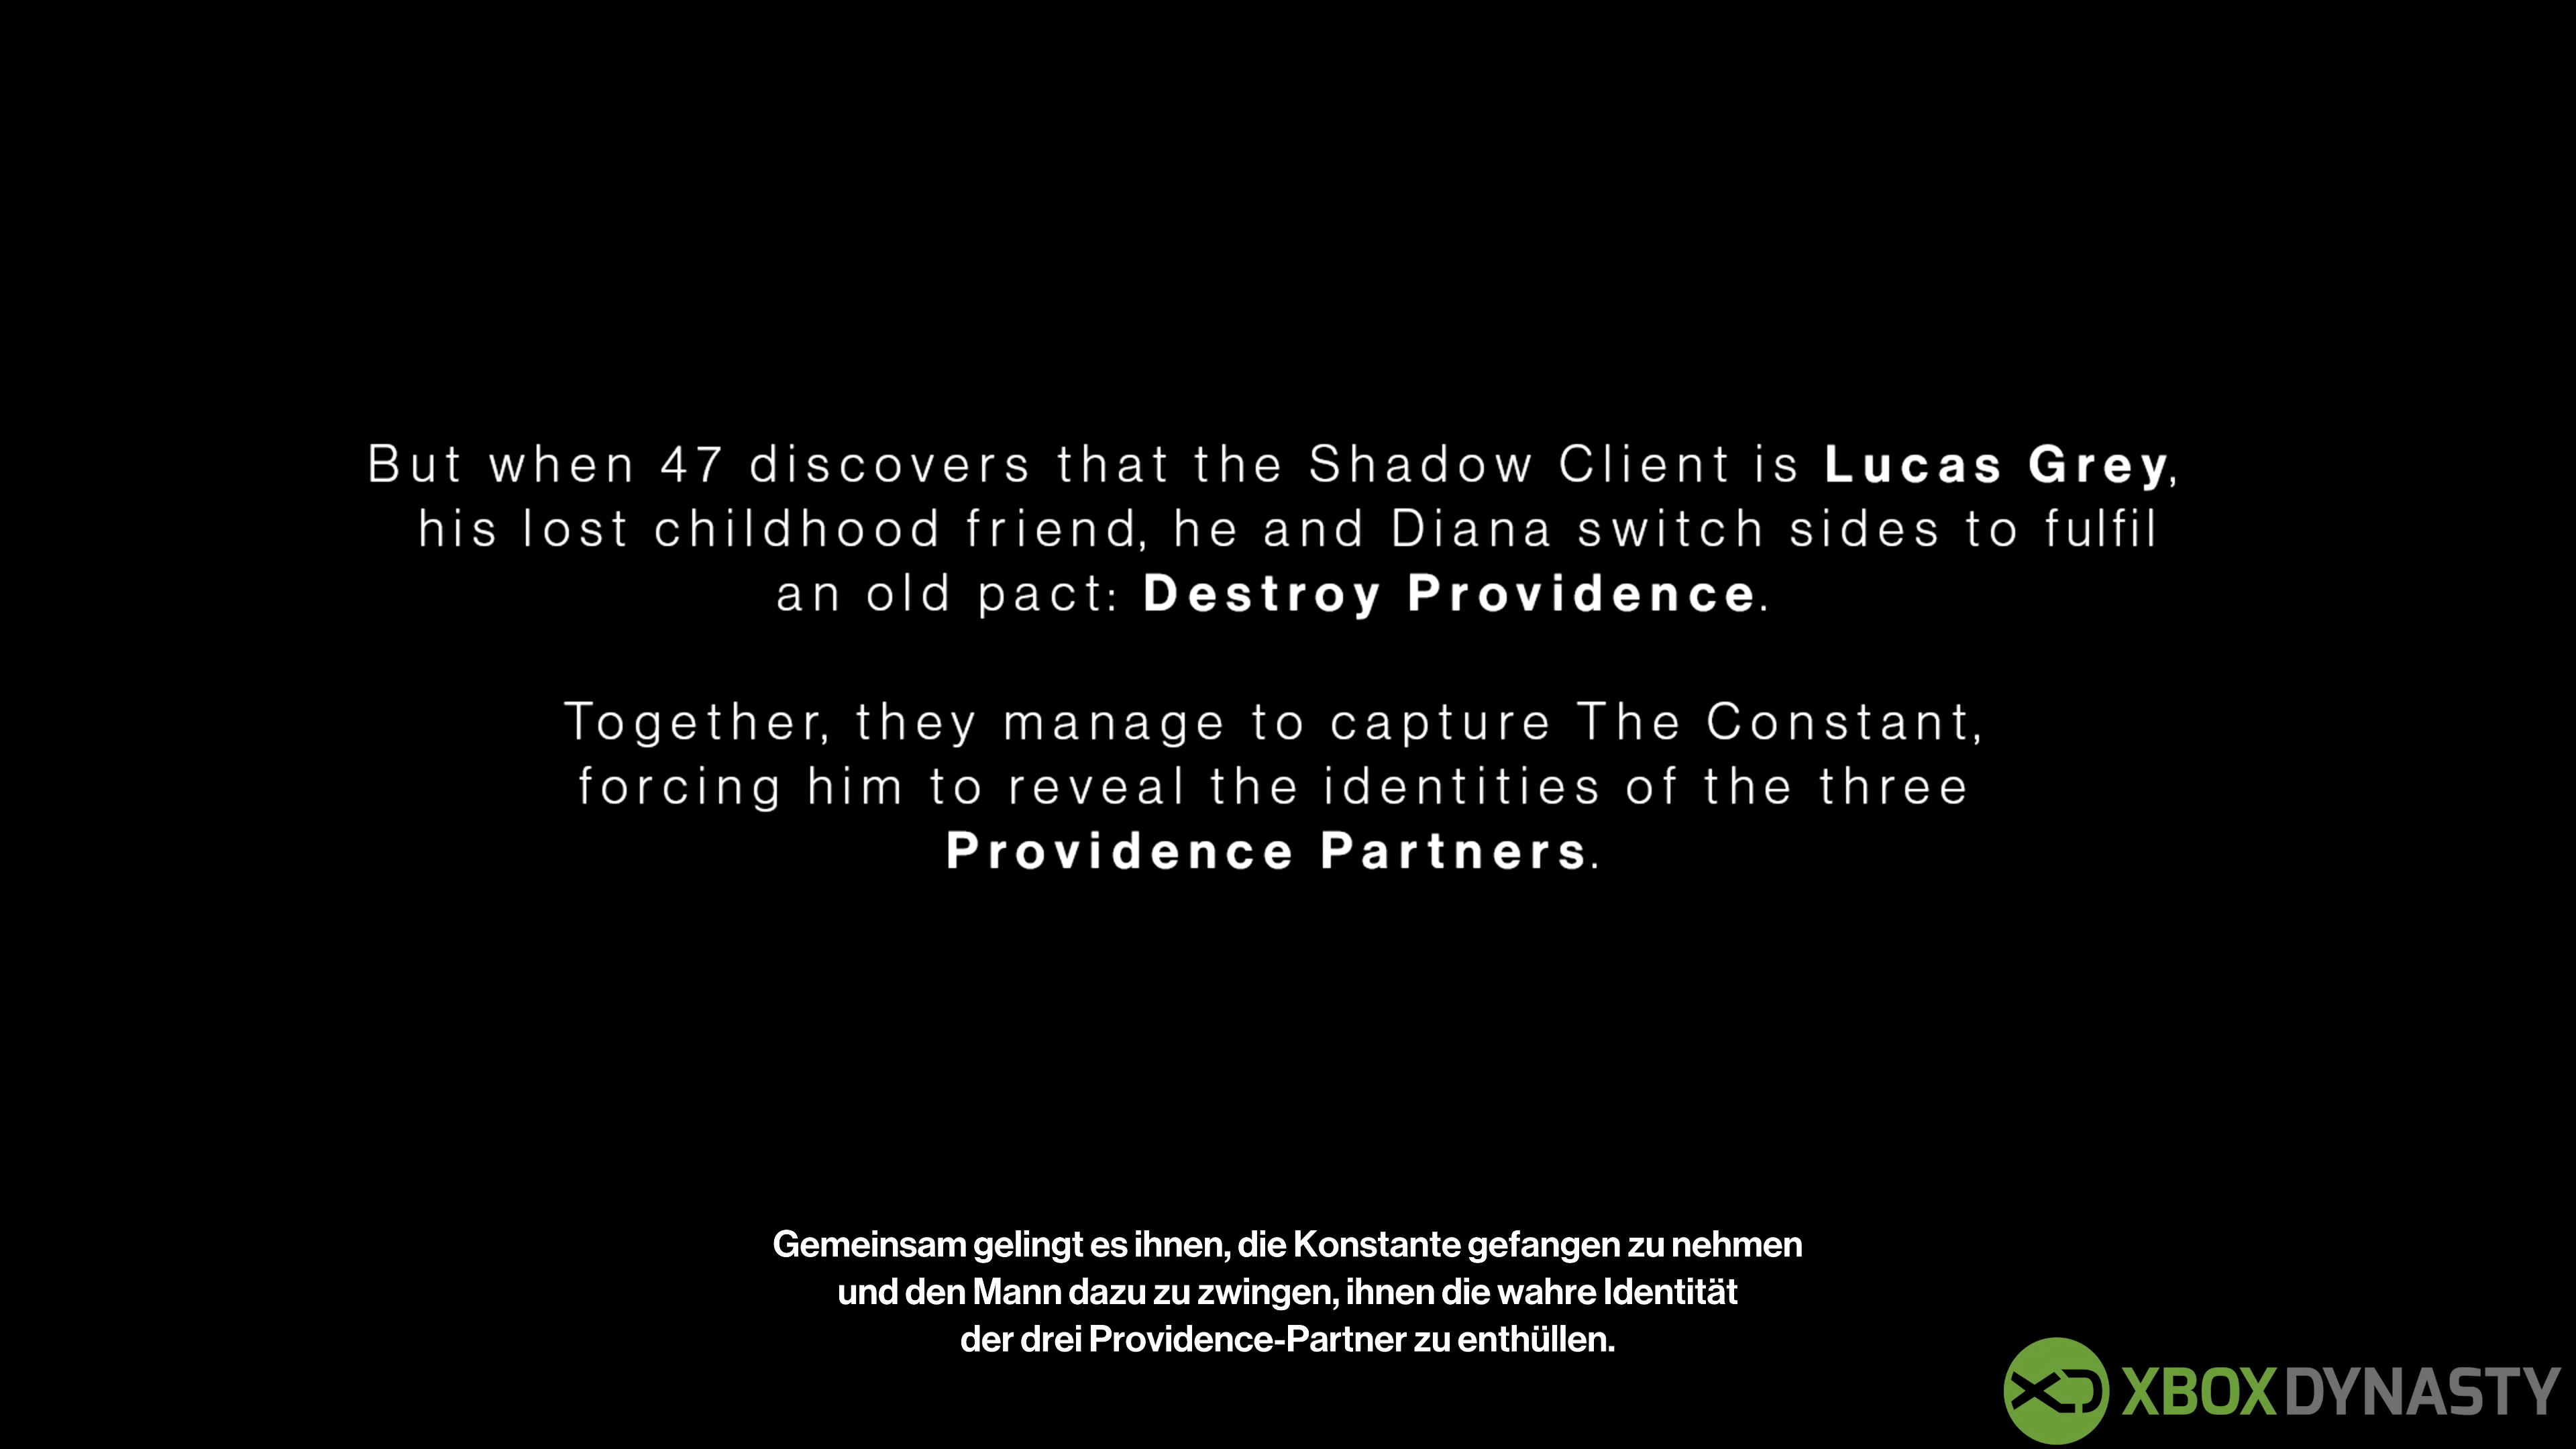 But when 47 discovers that the Shadow Client is Lucas Grey,
his lost childhood friend, he and Diana switch sides to fulfil
an old pact: Destroy Providence.
Together, they manage to capture The Constant,
forcing him to reveal the identities of the three
Providence Partners.
Gemeinsam gelingt es ihnen, die Konstante gefangen zu nehmen
und den Mann dazu zu zwingen, ihnen die wahre Identität
der drei Providence-Partner zu enthüllen.
XD XBOXDYNASTY